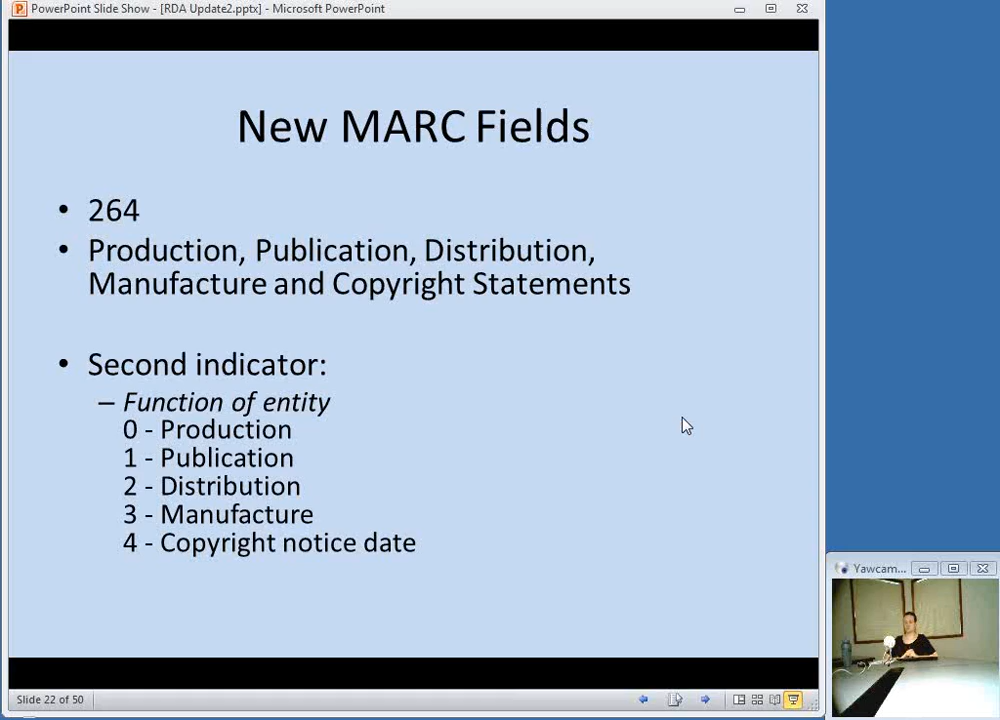 PowerPoint Slide Show - [RDA Update2.pptx] - Microsoft PowerPoint
New MARC Fields
• 264
• Production, Publication, Distribution,
Manufacture and Copyright Statements
• Second indicator:
– Function of entity
0 - Production
1 - Publication
2 - Distribution
3 - Manufacture
4 - Copyright notice date
Yawcam...
Slide 22 of 50